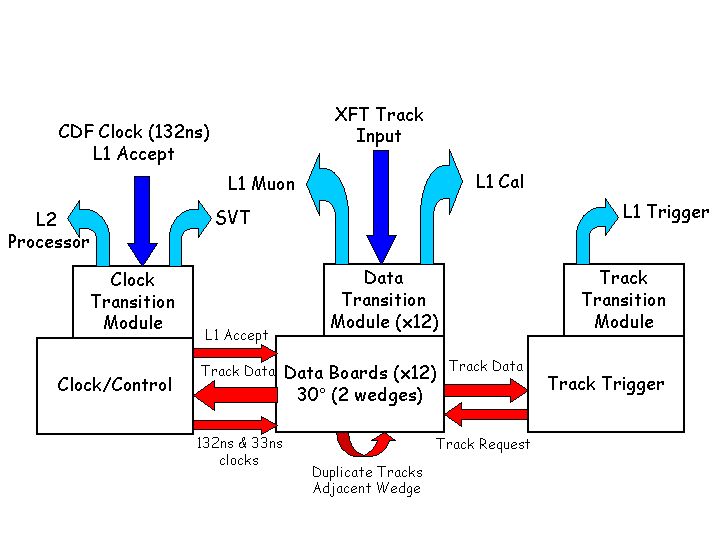 XFT Track
Input
CDF Clock (132ns)
L1 Accept
L1 Muon
L1 Cal
L2
Processor
SVT
L1 Trigger
Clock
Transition
Module
Data
Transition
Module (x12)
Track
Transition
Module
L1 Accept
Track Data
Clock/Control
Data Boards (x12)
30° (2 wedges)
Track Data
Track Trigger
132ns & 33ns
clocks
Track Request
Duplicate Tracks
Adjacent Wedge